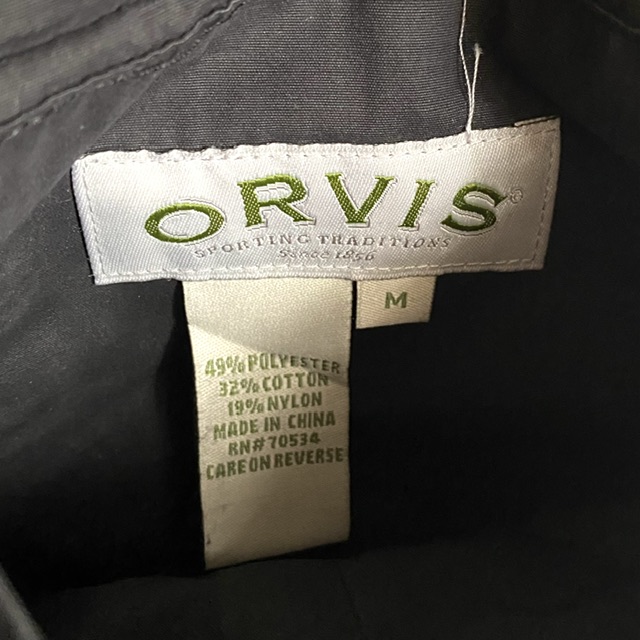 ORVIS®
SPORTING TRADITIONS
Since 1856
M
49% POLYESTER
32% COTTON
19% NYLON
MADE IN CHINA
RN# 70534
CARE ON REVERSE